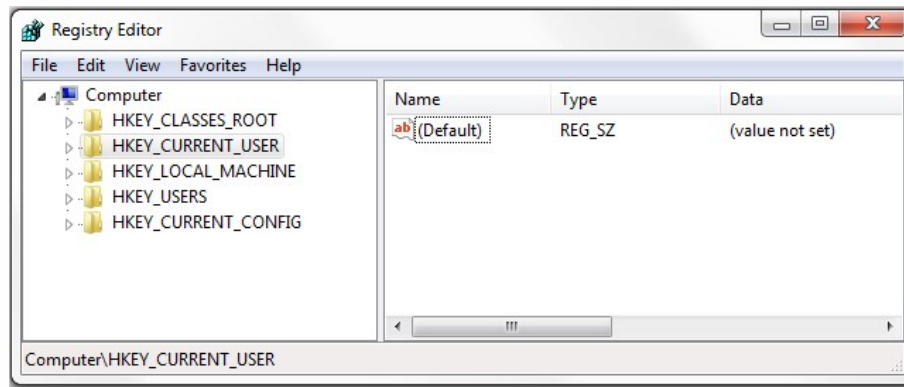 Registry Editor
File Edit View Favorites Help
Computer
HKEY_CLASSES_ROOT
HKEY_CURRENT_USER
HKEY_LOCAL_MACHINE
HKEY_USERS
HKEY_CURRENT_CONFIG
Name Type Data
ab (Default) REG_SZ (value not set)
Computer\HKEY_CURRENT_USER